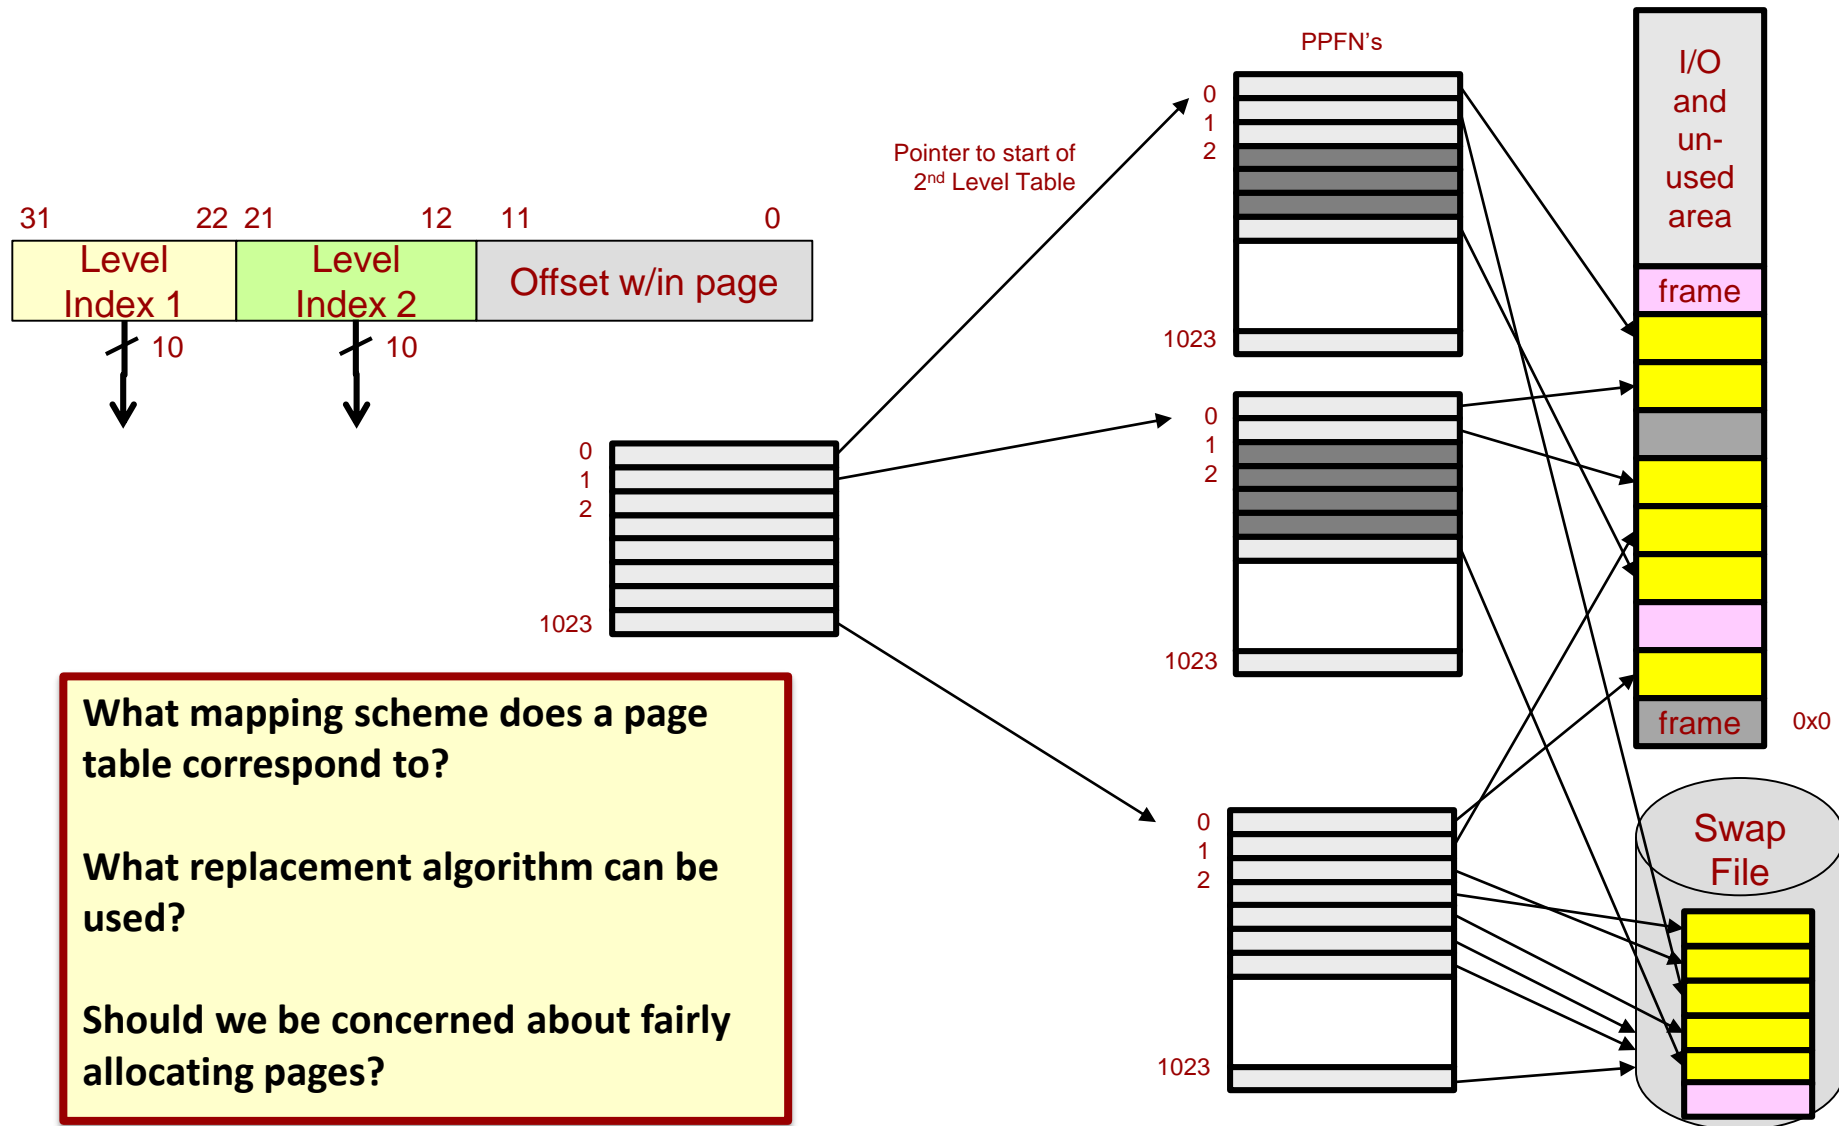 PPFN's
I/O
and
un-
used
area
0
1
2
Pointer to start of
2nd Level Table
31 22 21 12 11 0
Level
Index 1
Level
Index 2
Offset w/in page
10
10
frame
1023
0
1
2
0
1
2
1023
1023
frame
0x0
What mapping scheme does a page
table correspond to?
What replacement algorithm can be
used?
Should we be concerned about fairly
allocating pages?
0
1
2
1023
Swap
File